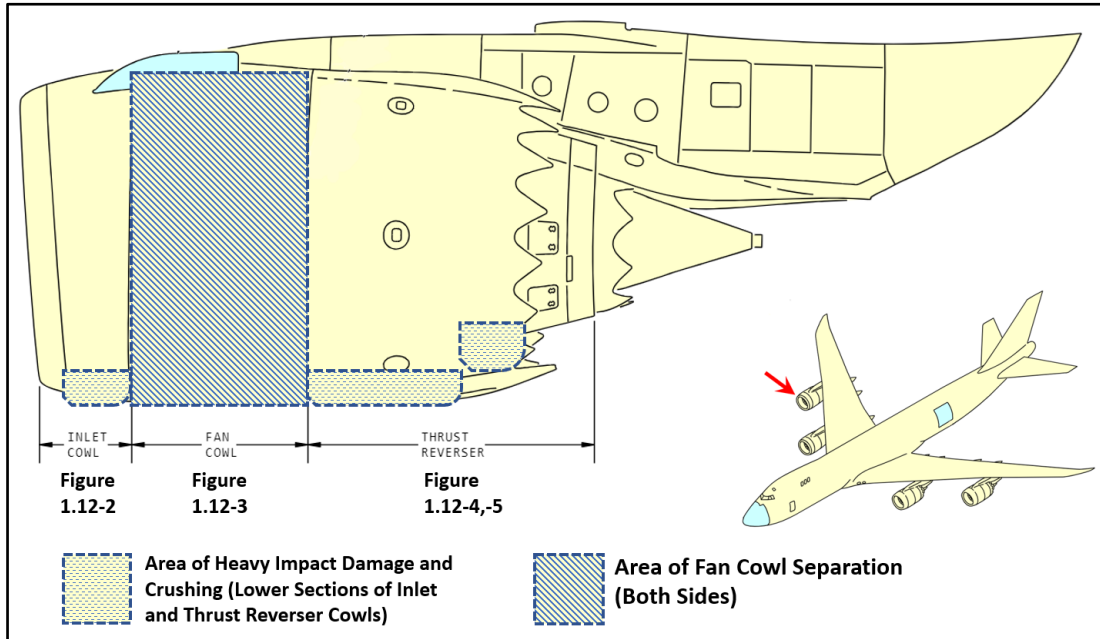 INLET
COWL
FAN
COWL
THRUST
REVERSER
Figure
1.12-2
Figure
1.12-3
Figure
1.12-4,-5
Area of Heavy Impact Damage and
Crushing (Lower Sections of Inlet
and Thrust Reverser Cowls)
Area of Fan Cowl Separation
(Both Sides)